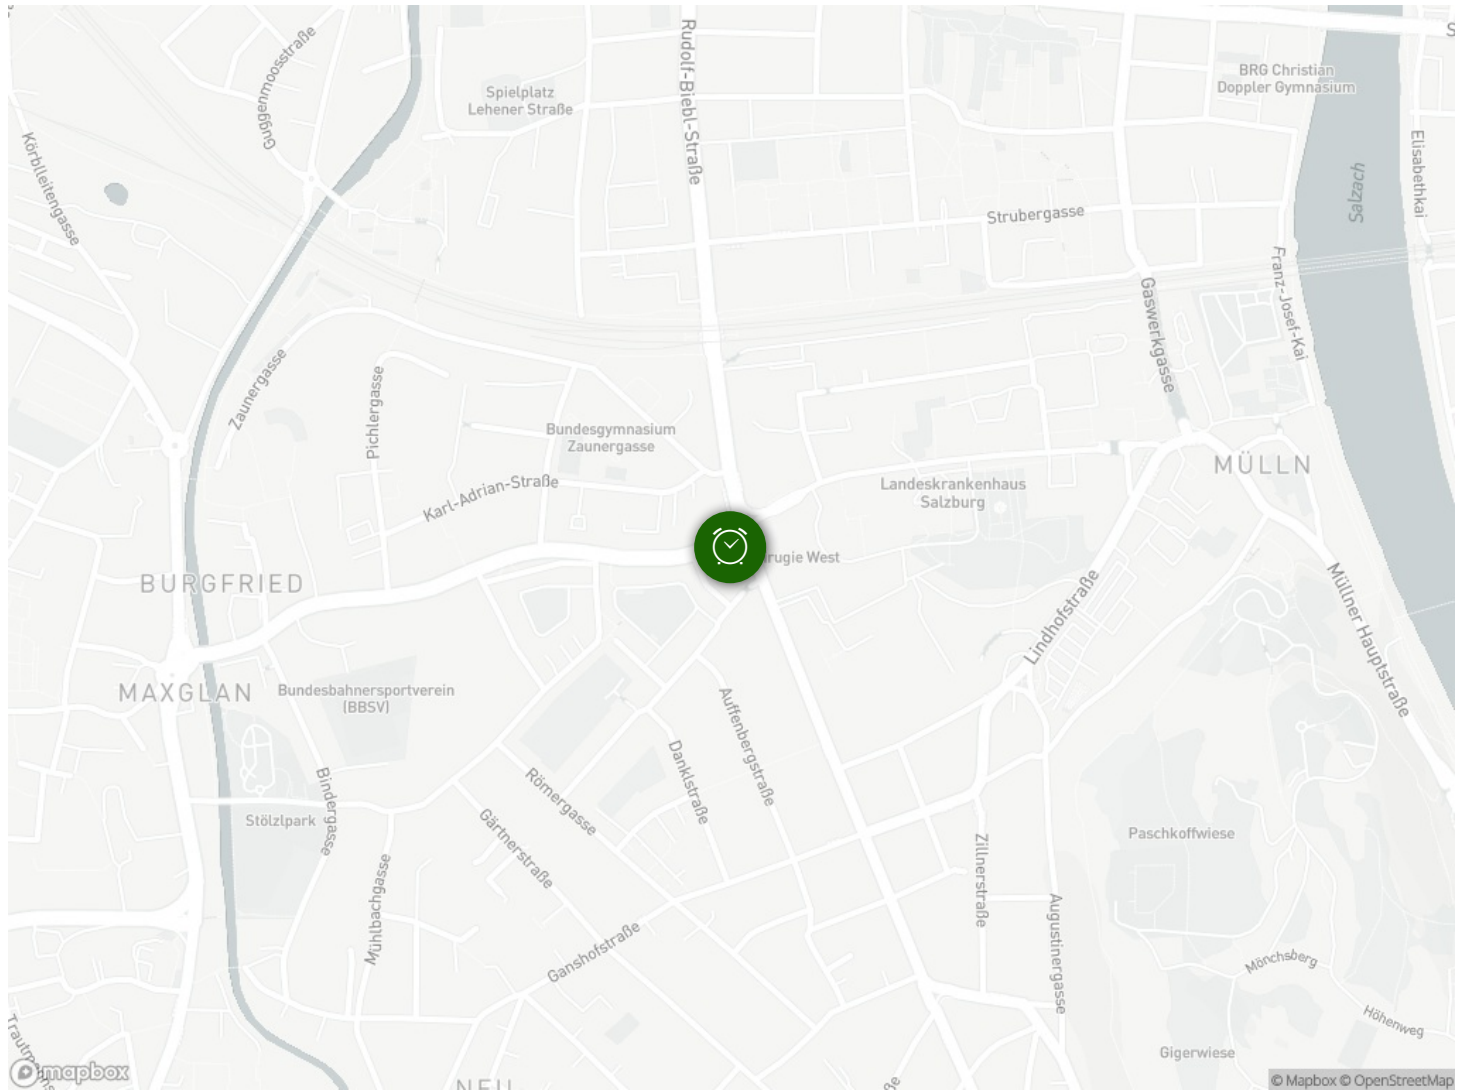 Guggenmoosstraße
Rudolf-Biebl-Straße
Spielplatz
Lehener Straße
BRG Christian
Doppler Gymnasium
Körblleitengasse
Elisabethkai
Salzach
Strubergasse
Franz-Josef-Kai
Gaswerkgasse
Zaunergasse
Pichlergasse
Bundesgymnasium
Zaunergasse
MÜLLN
Karl-Adrian-Straße
Landeskrankenhaus
Salzburg
rugie West
BURGFRIED
Lindhofstraße
Müllner Hauptstraße
MAXGLAN
Bundesbahnersportverein
(BBSV)
Auffenbergstraße
Danklstraße
Bindergasse
Römergasse
Stölzlpark
Gärtnerstraße
Paschkoffwiese
Zillnerstraße
Mühlbachgasse
Augustinergasse
Ganshofstraße
Mönchsberg
Höhenweg
Gigerwiese
mapbox
© Mapbox © OpenStreetMap